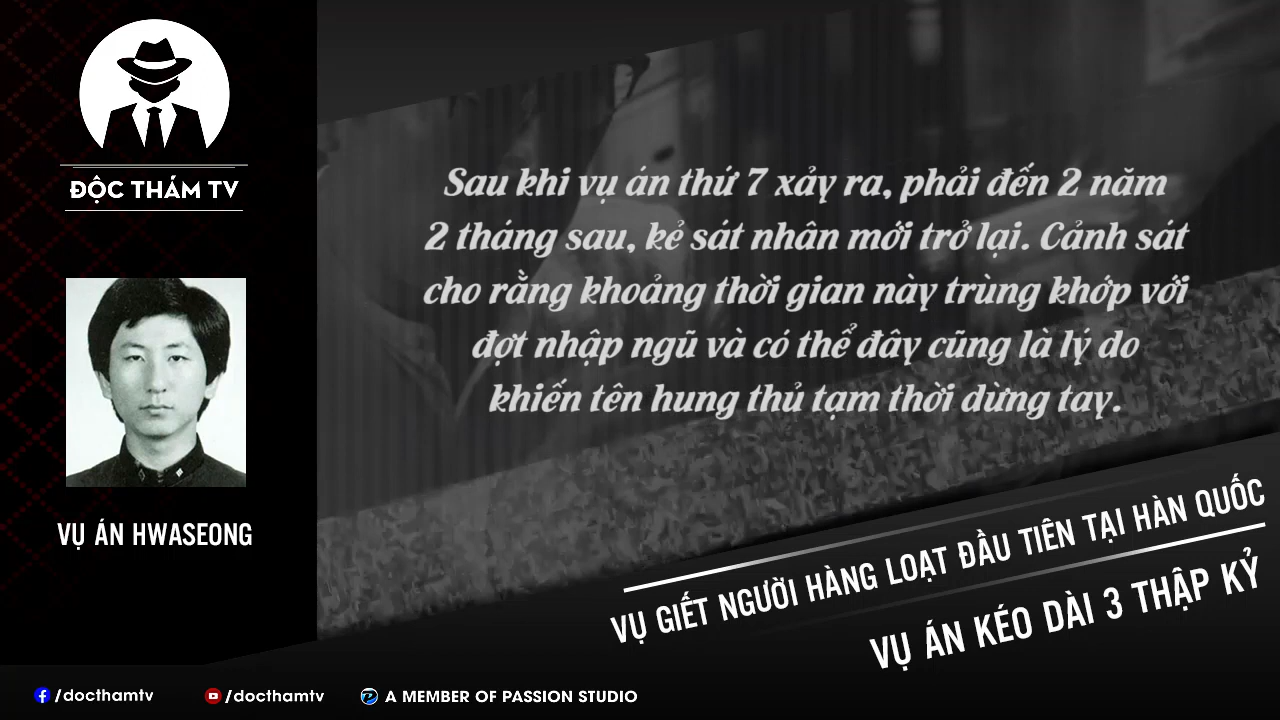 ĐỘC THÁM TV
VỤ ÁN HWASEONG
Sau khi vụ án thứ 7 xảy ra, phải đến 2 năm
2 tháng sau, kẻ sát nhân mới trở lại. Cảnh sát
cho rằng khoảng thời gian này trùng khớp với
đợt nhập ngũ và có thể đây cũng là lý do
khiến tên hung thủ tạm thời dừng tay.
VỤ GIẾT NGƯỜI HÀNG LOẠT ĐẦU TIÊN TẠI HÀN QUỐC
VỤ ÁN KÉO DÀI 3 THẬP KỶ
/docthamtv
/docthamtv
A MEMBER OF PASSION STUDIO